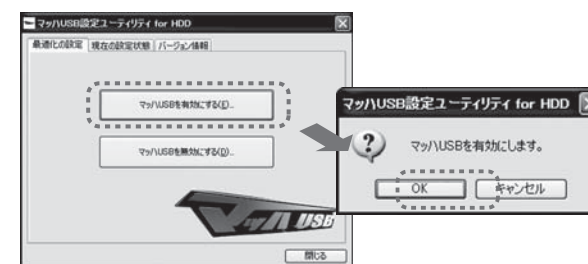 マッハUSB設定ユーティリティ for HDD
最適化の設定 現在の設定状態 バージョン情報
マッハUSBを有効にする(E)...
マッハUSBを無効にする(D)...
マッハ USB
閉じる
マッハUSB設定ユーティリティ for HDD
マッハUSBを有効にします。
OK キャンセル